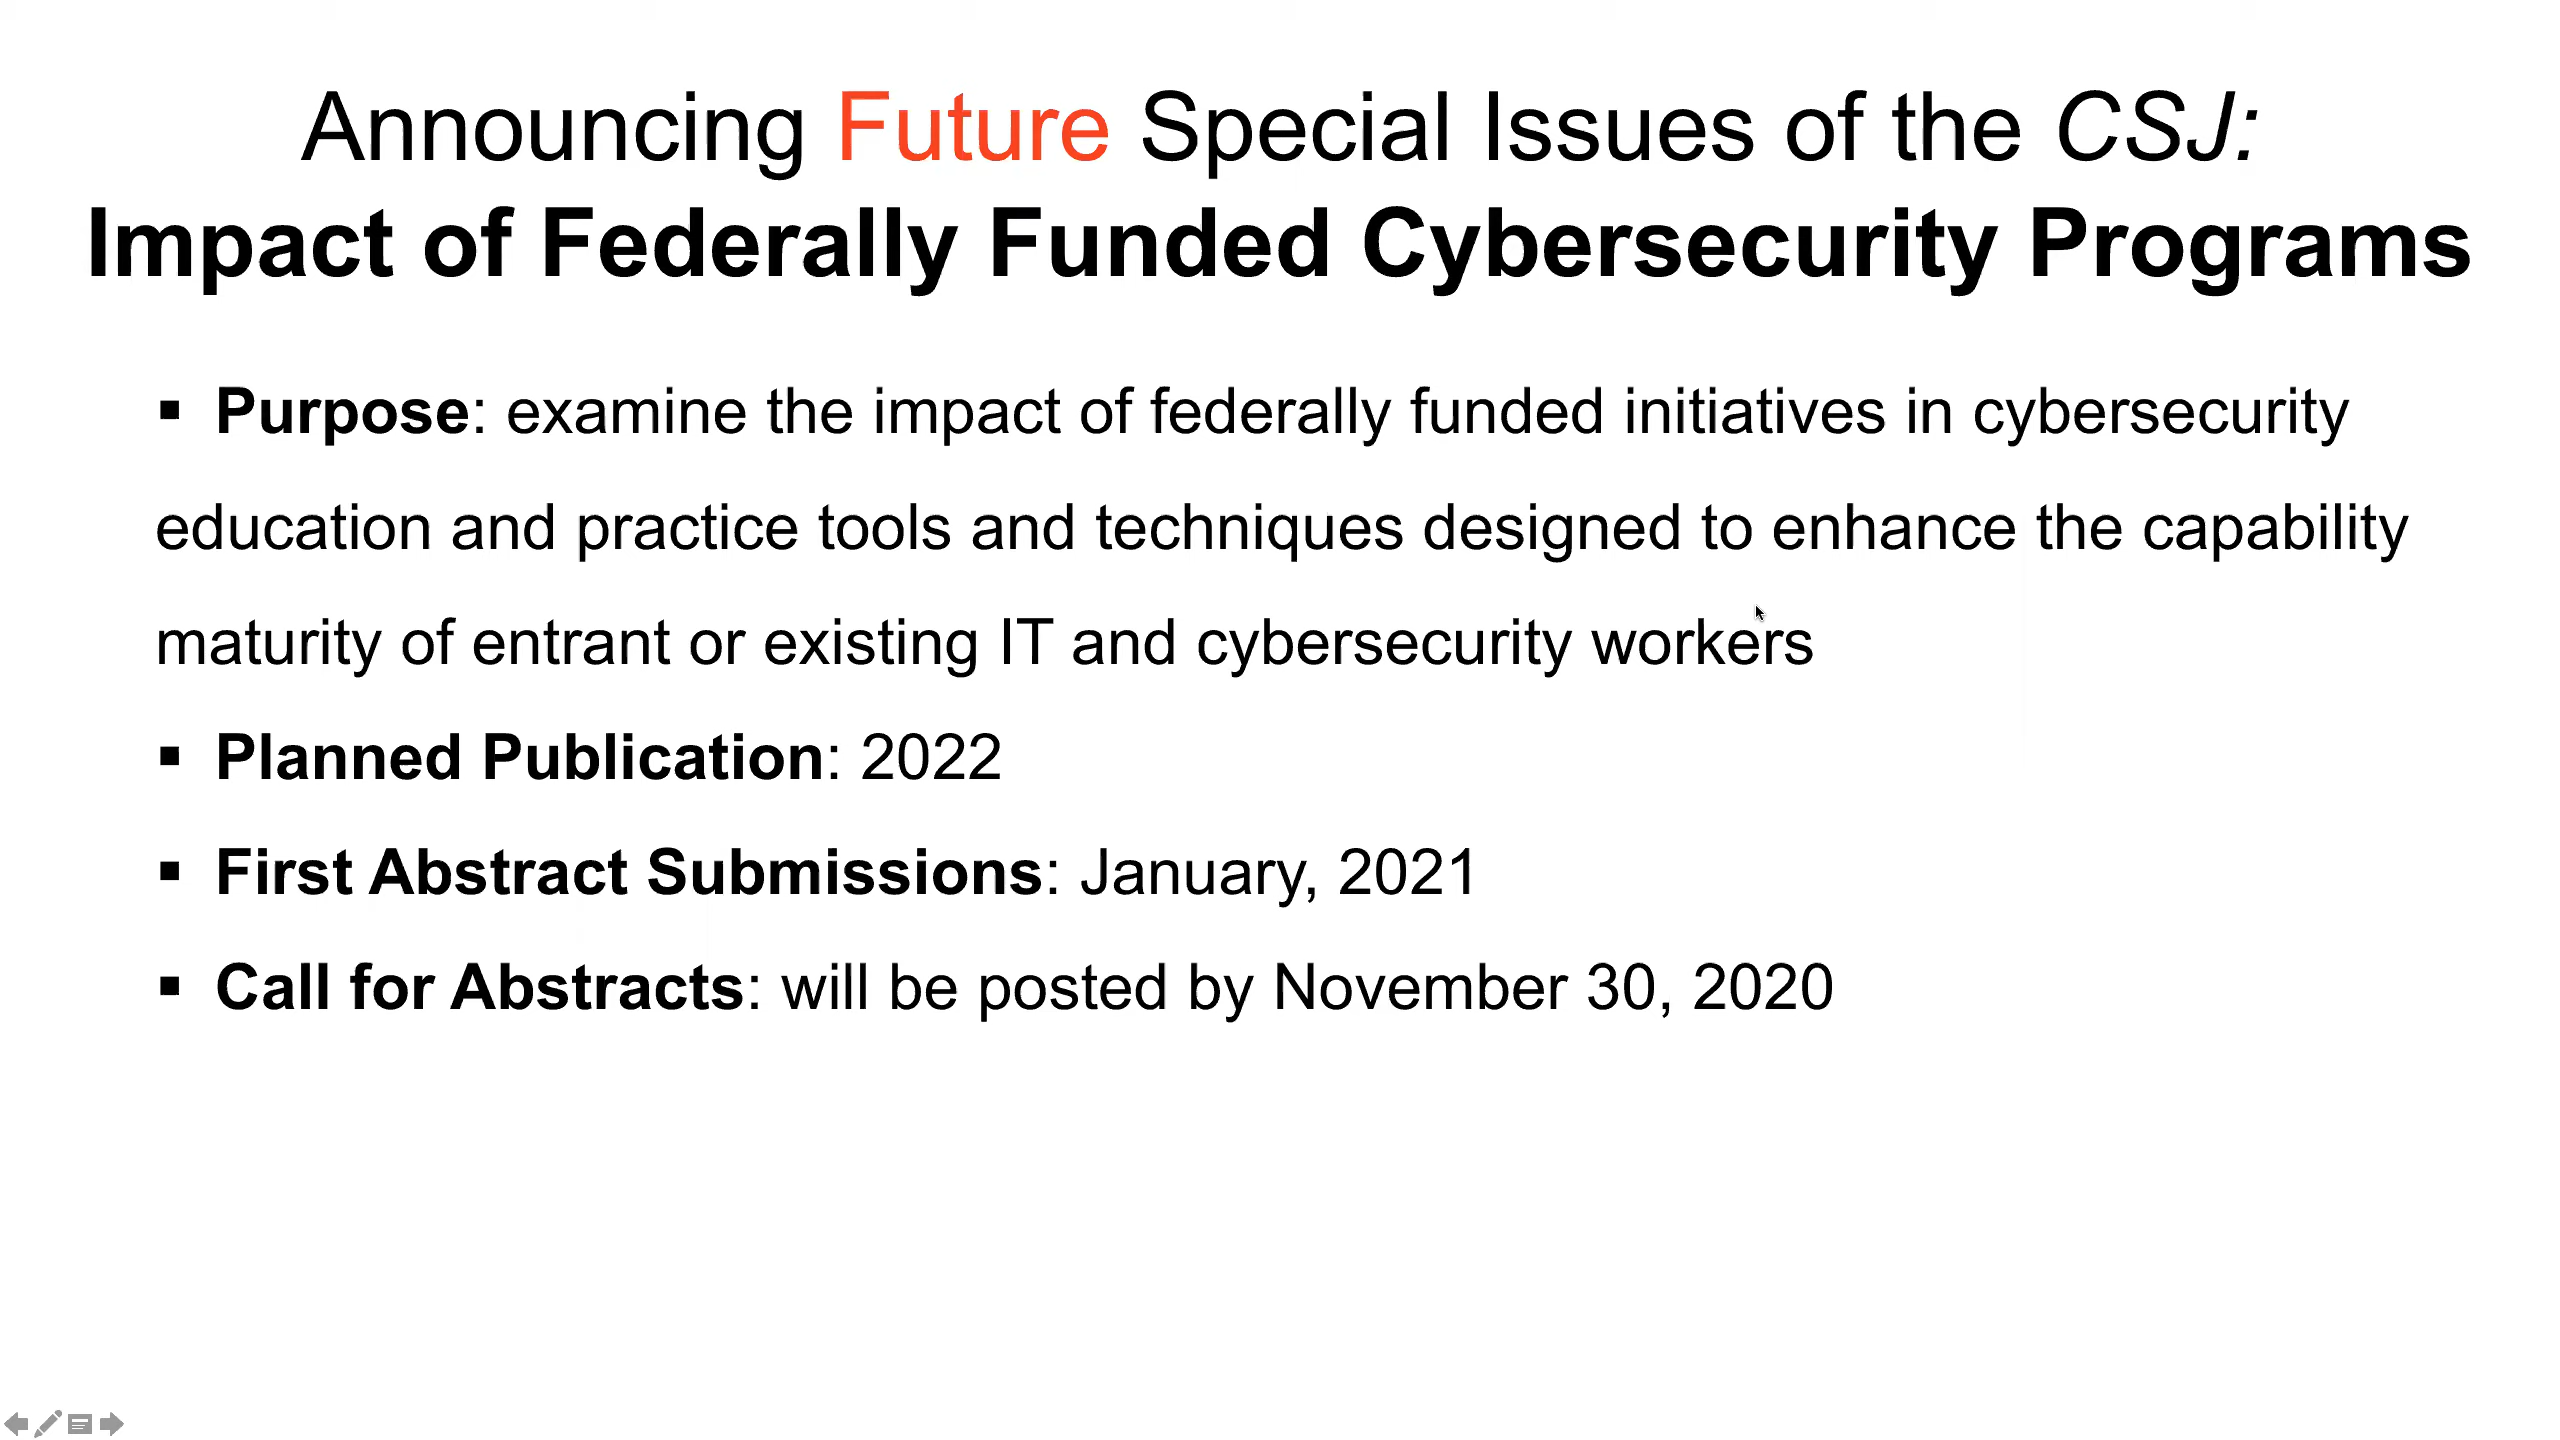 Announcing Future Special Issues of the CSJ:
Impact of Federally Funded Cybersecurity Programs
▪ Purpose: examine the impact of federally funded initiatives in cybersecurity
education and practice tools and techniques designed to enhance the capability
maturity of entrant or existing IT and cybersecurity workers
▪ Planned Publication: 2022
▪ First Abstract Submissions: January, 2021
▪ Call for Abstracts: will be posted by November 30, 2020